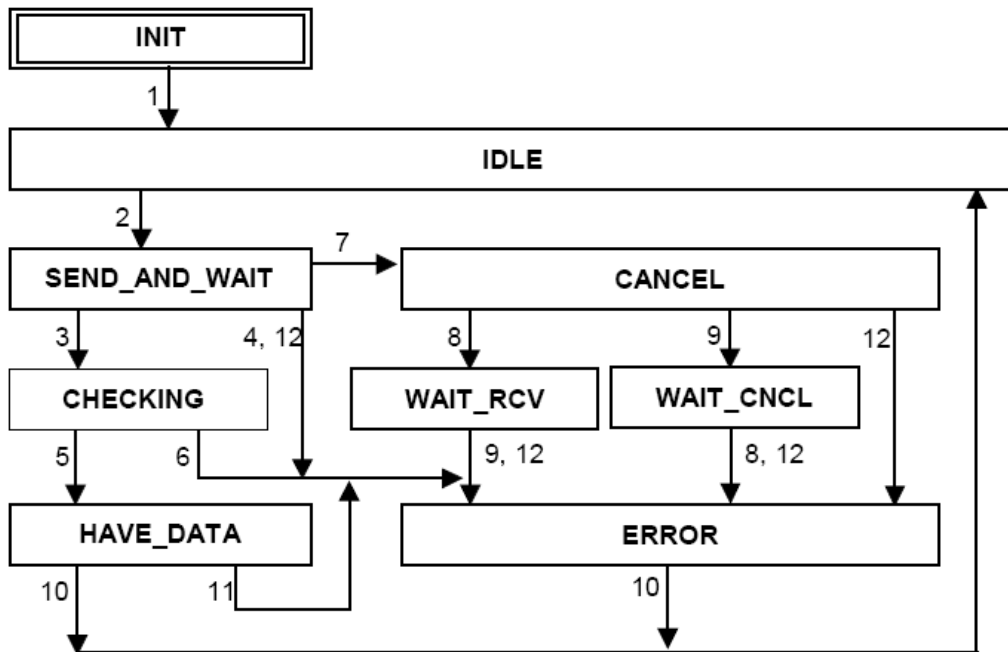 INIT
1
IDLE
2
7
SEND_AND_WAIT
CANCEL
3
4, 12
8
9
12
CHECKING
WAIT_RCV
WAIT_CNCL
5
6
9, 12
8, 12
HAVE_DATA
ERROR
10
11
10